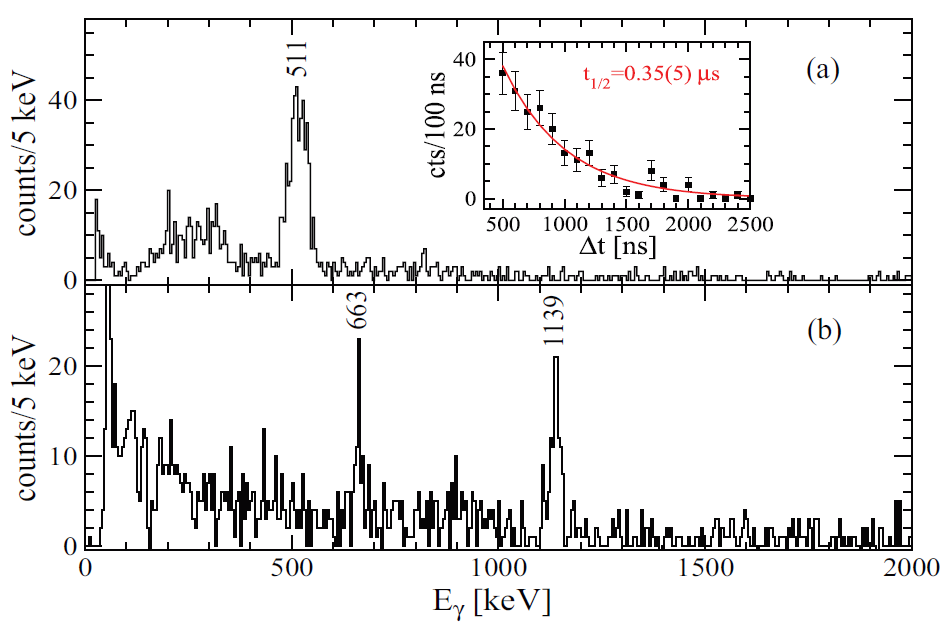 511
(a)
t1/2=0.35(5) μs
40
20
0
cts/100 ns
500 1000 1500 2000 2500
Δt [ns]
40
20
0
counts/5 keV
663
1139
(b)
20
10
0
counts/5 keV
0 500 1000 1500 2000
Eγ [keV]